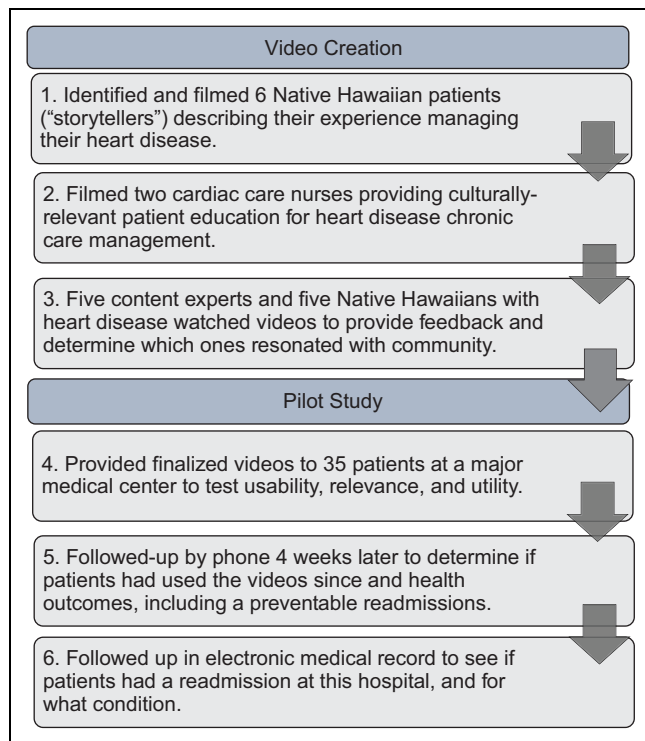 Video Creation
1. Identified and filmed 6 Native Hawaiian patients
(“storytellers”) describing their experience managing
their heart disease.
2. Filmed two cardiac care nurses providing culturally-
relevant patient education for heart disease chronic
care management.
3. Five content experts and five Native Hawaiians with
heart disease watched videos to provide feedback and
determine which ones resonated with community.
Pilot Study
4. Provided finalized videos to 35 patients at a major
medical center to test usability, relevance, and utility.
5. Followed-up by phone 4 weeks later to determine if
patients had used the videos since and health
outcomes, including a preventable readmissions.
6. Followed up in electronic medical record to see if
patients had a readmission at this hospital, and for
what condition.